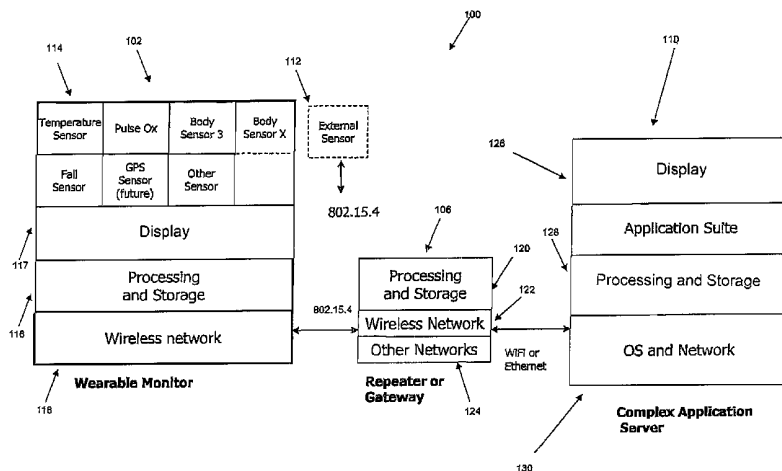 100
114
102
112
110
Temperature
Sensor
Pulse Ox
Body
Sensor 3
Body
Sensor X
External
Sensor
Fall
Sensor
GPS
Sensor
(future)
Other
Sensor
802.15.4
126
Display
117
Display
106
Application Suite
128
120
Processing
and Storage
116
Processing
and Storage
122
Processing and Storage
Wireless network
118
802.15.4
Wireless Network
Other Networks
124
WIFI or
Ethernet
OS and Network
130
Wearable Monitor
Repeater or
Gateway
Complex Application
Server